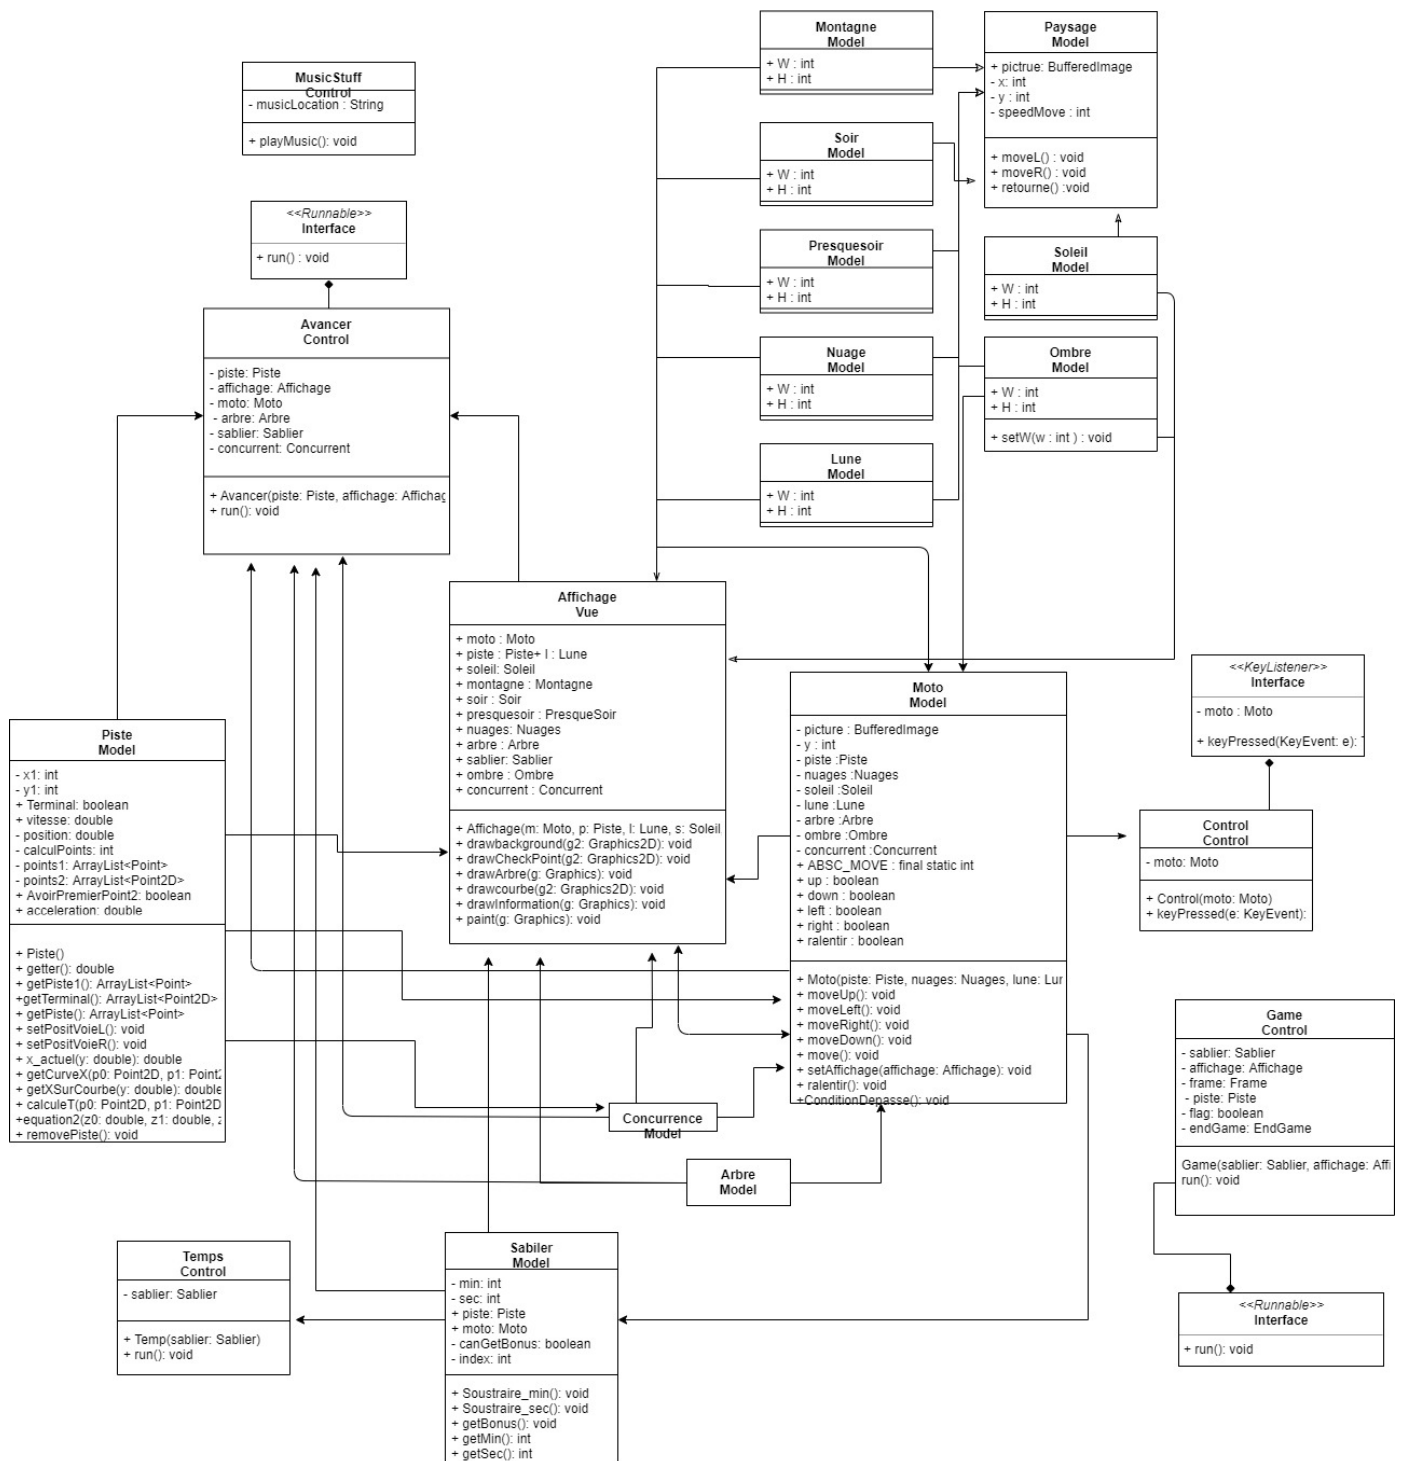 Montagne
Model
+ W : int
+ H : int
Paysage
Model
+ pictrue: BufferedImage
- x: int
- y : int
- speedMove : int
+ moveL() : void
+ moveR() : void
+ retourne() :void
MusicStuff
Control
- musicLocation : String
+ playMusic(): void
Soir
Model
+ W : int
+ H : int
<<Runnable>>
Interface
+ run() : void
Presquesoir
Model
+ W : int
+ H : int
Soleil
Model
+ W : int
+ H : int
Avancer
Control
- piste: Piste
- affichage: Affichage
- moto: Moto
- arbre: Arbre
- sablier: Sablier
- concurrent: Concurrent
+ Avancer(piste: Piste, affichage: Affichag
+ run(): void
Nuage
Model
+ W : int
+ H : int
Ombre
Model
+ W : int
+ H : int
+ setW(w : int ) : void
Lune
Model
+ W : int
+ H : int
Affichage
Vue
+ moto : Moto
+ piste : Piste+ l : Lune
+ soleil: Soleil
+ montagne : Montagne
+ soir : Soir
+ presquesoir : PresqueSoir
+ nuages: Nuages
+ arbre : Arbre
+ sablier: Sablier
+ ombre : Ombre
+ concurrent : Concurrent
+ Affichage(m: Moto, p: Piste, l: Lune, s: Soleil
+ drawbackground(g2: Graphics2D): void
+ drawCheckPoint(g2: Graphics2D): void
+ drawArbre(g: Graphics): void
+ drawcourbe(g2: Graphics2D): void
+ drawInformation(g: Graphics): void
+ paint(g: Graphics): void
Moto
Model
- picture : BufferedImage
- y : int
- piste :Piste
- nuages :Nuages
- soleil :Soleil
- lune :Lune
- arbre :Arbre
- ombre :Ombre
- concurrent :Concurrent
+ ABSC_MOVE : final static int
+ up : boolean
+ down : boolean
+ left : boolean
+ right : boolean
+ ralentir : boolean
+ Moto(piste: Piste, nuages: Nuages, lune: Lur
+ moveUp(): void
+ moveLeft(): void
+ moveRight(): void
+ moveDown(): void
+ move(): void
+ setAffichage(affichage: Affichage): void
+ ralentir(): void
+ConditionDepasse(): void
<<KeyListener>>
Interface
- moto : Moto
+ keyPressed(KeyEvent: e):
Control
Control
- moto: Moto
+ Control(moto: Moto)
+ keyPressed(e: KeyEvent):
Piste
Model
- x1: int
- y1: int
+ Terminal: boolean
+ vitesse: double
- position: double
- calculPoints: int
- points1: ArrayList<Point>
- points2: ArrayList<Point2D>
+ AvoirPremierPoint2: boolean
+ acceleration: double
+ Piste()
+ getter(): double
+ getPiste1(): ArrayList<Point>
+getTerminal(): ArrayList<Point2D>
+ getPiste(): ArrayList<Point>
+ setPositVoieL(): void
+ setPositVoieR(): void
+ x_actuel(y: double): double
+ getCurveX(p0: Point2D, p1: Point2
+ getXSurCourbe(y: double): double
+ calculeT(p0: Point2D, p1: Point2D
+equation2(z0: double, z1: double, z
+ removePiste(): void
Game
Control
- sablier: Sablier
- affichage: Affichage
- frame: Frame
- piste: Piste
- flag: boolean
- endGame: EndGame
Game(sablier: Sablier, affichage: Affi
run(): void
Concurrence
Model
Arbre
Model
Temps
Control
- sablier: Sablier
+ Temp(sablier: Sablier)
+ run(): void
Sabiler
Model
- min: int
- sec: int
+ piste: Piste
+ moto: Moto
- canGetBonus: boolean
- index: int
+ Soustraire_min(): void
+ Soustraire_sec(): void
+ getBonus(): void
+ getMin(): int
+ getSec(): int
<<Runnable>>
Interface
+ run(): void